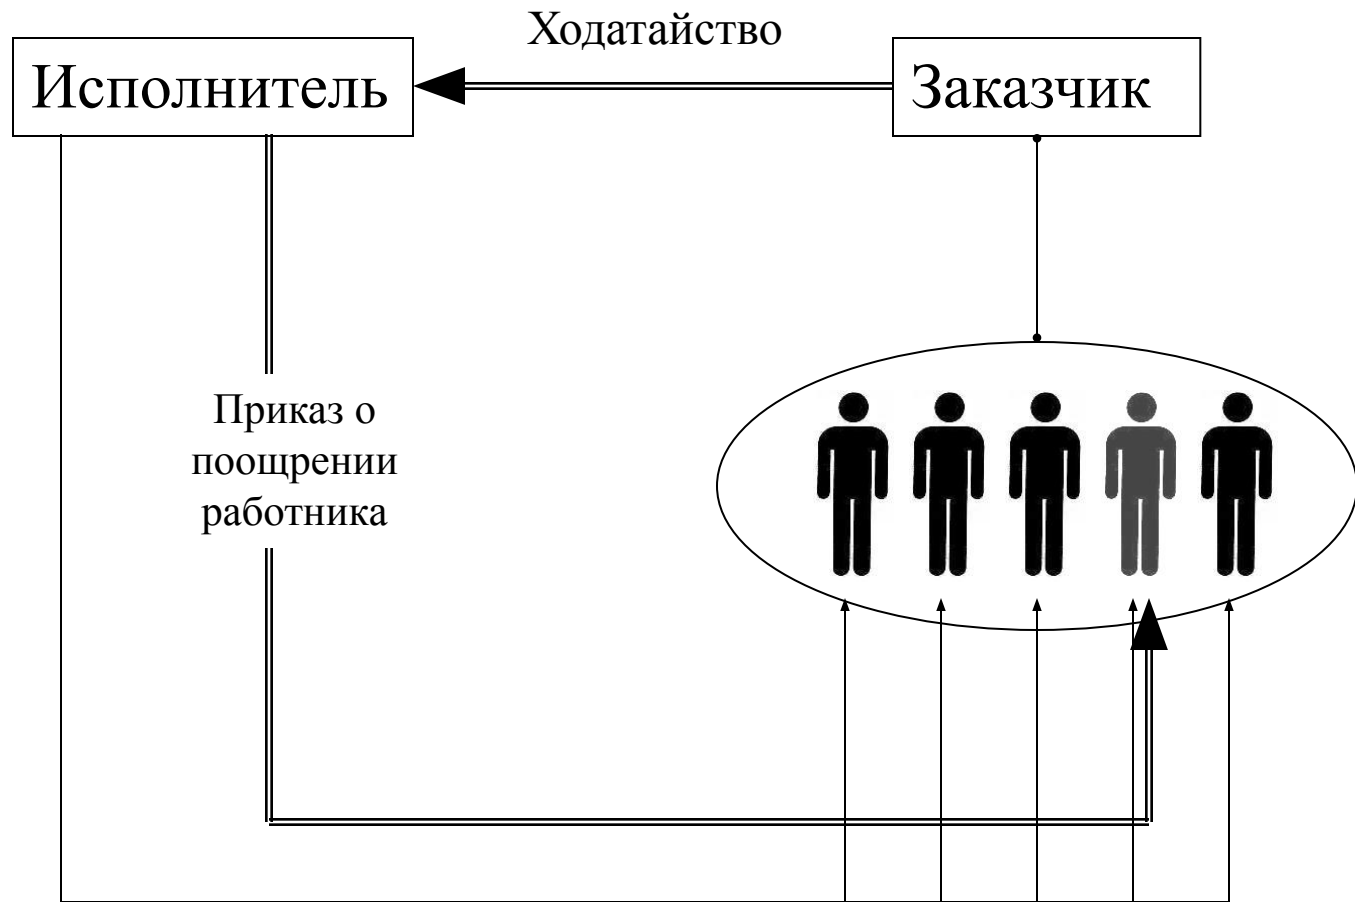 Ходатайство
Исполнитель
Заказчик
Приказ о
поощрении
работника